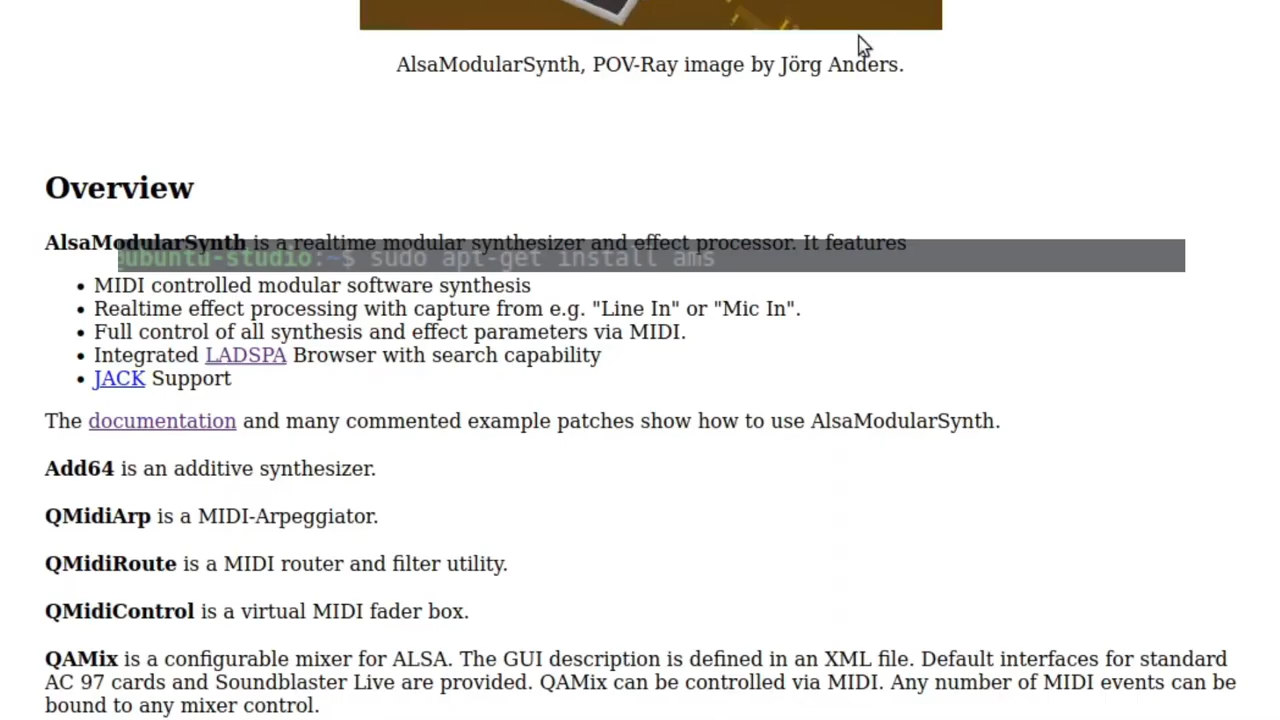 AlsaModularSynth, POV-Ray image by Jörg Anders.
Overview
AlsaModularSynth is a realtime modular synthesizer and effect processor. It features
ubuntu-studio:~$ sudo apt-get install ams
• MIDI controlled modular software synthesis
• Realtime effect processing with capture from e.g. "Line In" or "Mic In".
• Full control of all synthesis and effect parameters via MIDI.
• Integrated LADSPA Browser with search capability
• JACK Support
The documentation and many commented example patches show how to use AlsaModularSynth.
Add64 is an additive synthesizer.
QMidiArp is a MIDI-Arpeggiator.
QMidiRoute is a MIDI router and filter utility.
QMidiControl is a virtual MIDI fader box.
QAMix is a configurable mixer for ALSA. The GUI description is defined in an XML file. Default interfaces for standard
AC 97 cards and Soundblaster Live are provided. QAMix can be controlled via MIDI. Any number of MIDI events can be
bound to any mixer control.